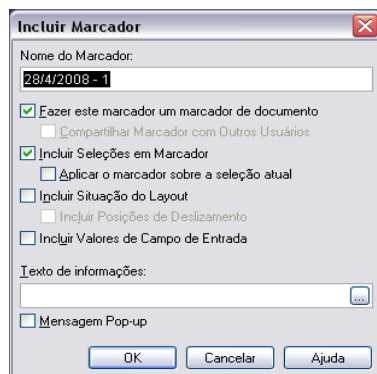 Incluir Marcador
Nome do Marcador:
28/4/2008 - 1
Fazer este marcador um marcador de documento
Compartilhar Marcador com Outros Usuários
Incluir Seleções em Marcador
Aplicar o marcador sobre a seleção atual
Incluir Situação do Layout
Incluir Posições de Deslizamento
Incluir Valores de Campo de Entrada
Texto de informações:
...
Mensagem Pop-up
OK Cancelar Ajuda